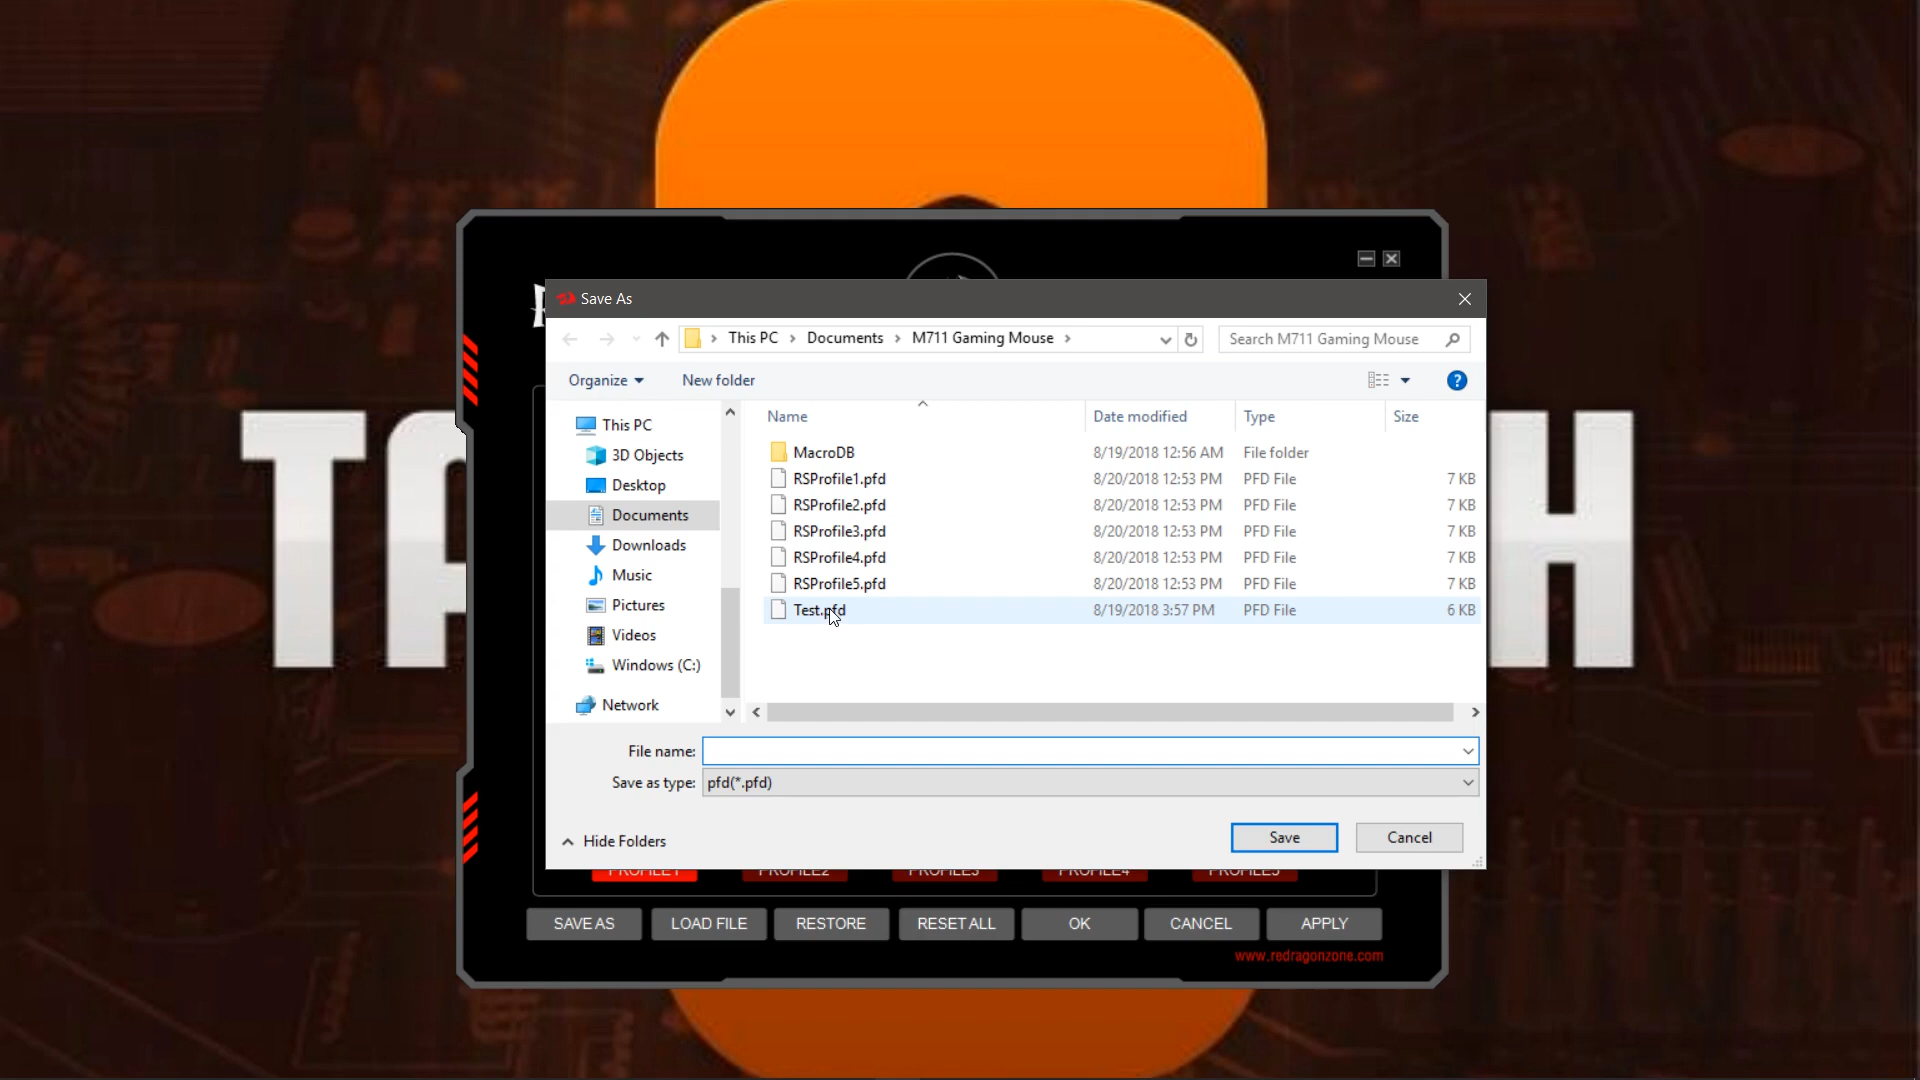 Save As
This PC > Documents > M711 Gaming Mouse >
Search M711 Gaming Mouse
Organize
New folder
?
Name Date modified Type Size
This PC
3D Objects
Desktop
Documents
Downloads
Music
Pictures
Videos
Windows (C:)
Network
MacroDB 8/19/2018 12:56 AM File folder
RSProfile1.pfd 8/20/2018 12:53 PM PFD File 7 KB
RSProfile2.pfd 8/20/2018 12:53 PM PFD File 7 KB
RSProfile3.pfd 8/20/2018 12:53 PM PFD File 7 KB
RSProfile4.pfd 8/20/2018 12:53 PM PFD File 7 KB
RSProfile5.pfd 8/20/2018 12:53 PM PFD File 7 KB
Test.pfd 8/19/2018 3:57 PM PFD File 6 KB
File name:
Save as type: pfd(*.pfd)
Hide Folders
Save
Cancel
PROFILE1 PROFILE2 PROFILE3 PROFILE4 PROFILE5
SAVE AS LOAD FILE RESTORE RESET ALL OK CANCEL APPLY
www.redragonzone.com
TA
H